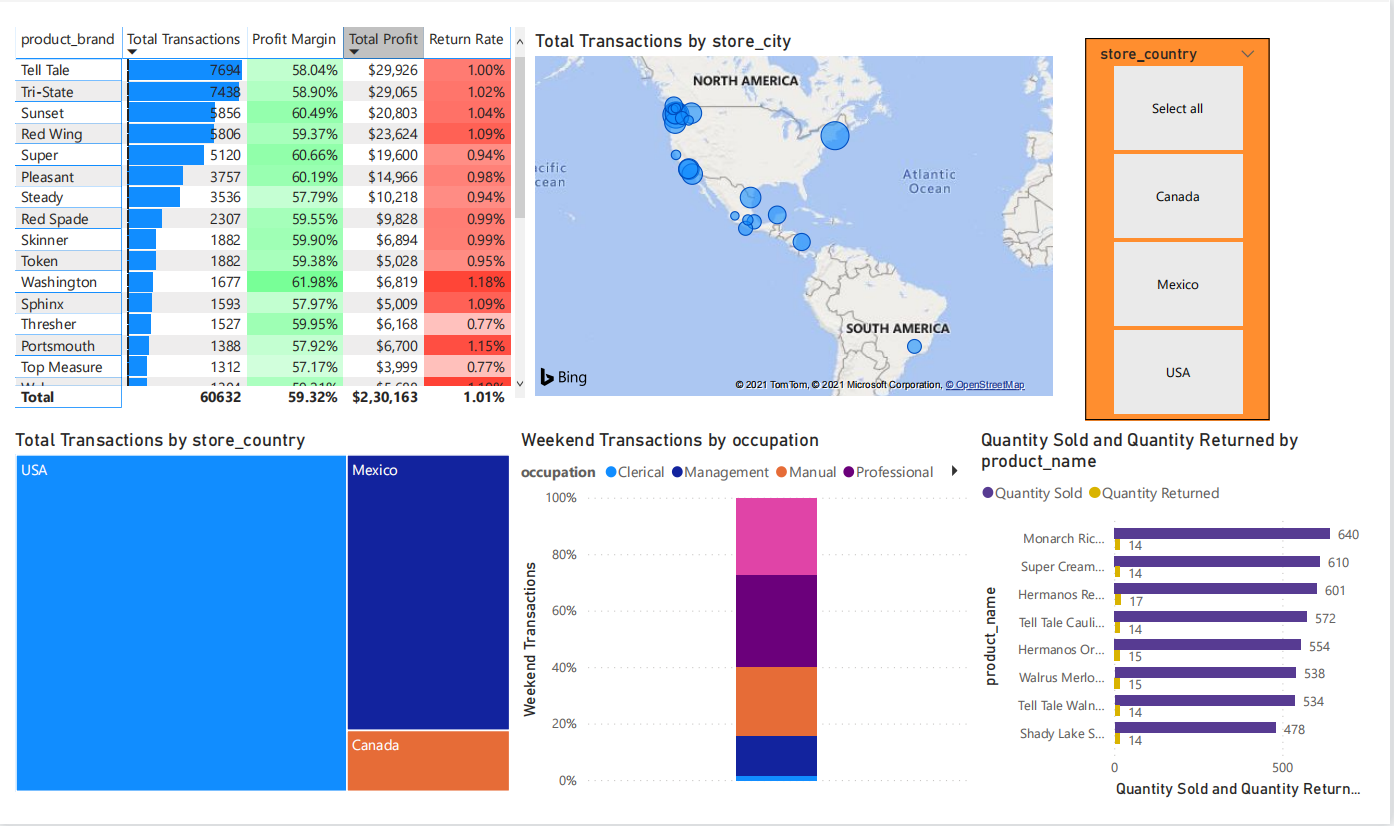 product_brand Total Transactions Profit Margin Total Profit Return Rate
Tell Tale 7694 58.04% $29,926 1.00%
Tri-State 7438 58.90% $29,065 1.02%
Sunset 5856 60.49% $20,803 1.04%
Red Wing 5806 59.37% $23,624 1.09%
Super 5120 60.66% $19,600 0.94%
Pleasant 3757 60.19% $14,966 0.98%
Steady 3536 57.79% $10,218 0.94%
Red Spade 2307 59.55% $9,828 0.99%
Skinner 1882 59.90% $6,894 0.99%
Token 1882 59.38% $5,028 0.95%
Washington 1677 61.98% $6,819 1.18%
Sphinx 1593 57.97% $5,009 1.09%
Thresher 1527 59.95% $6,168 0.77%
Portsmouth 1388 57.92% $6,700 1.15%
Top Measure 1312 57.17% $3,999 0.77%
Total 60632 59.32% $2,30,163 1.01%
Total Transactions by store_city
NORTH AMERICA
acific
cean
Atlantic
Ocean
SOUTH AMERICA
Bing
© 2021 TomTom, © 2021 Microsoft Corporation, © OpenStreetMap
store_country
Select all
Canada
Mexico
USA
Total Transactions by store_country
USA
Mexico
Canada
Weekend Transactions by occupation
occupation Clerical Management Manual Professional
Weekend Transactions
100%
80%
60%
40%
20%
0%
Quantity Sold and Quantity Returned by
product_name
Quantity Sold Quantity Returned
product_name
Monarch Ric... 640
14
Super Cream... 610
14
Hermanos Re... 601
17
Tell Tale Cauli... 572
14
Hermanos Or... 554
15
Walrus Merlo... 538
15
Tell Tale Waln... 534
14
Shady Lake S... 478
14
0 500
Quantity Sold and Quantity Return...